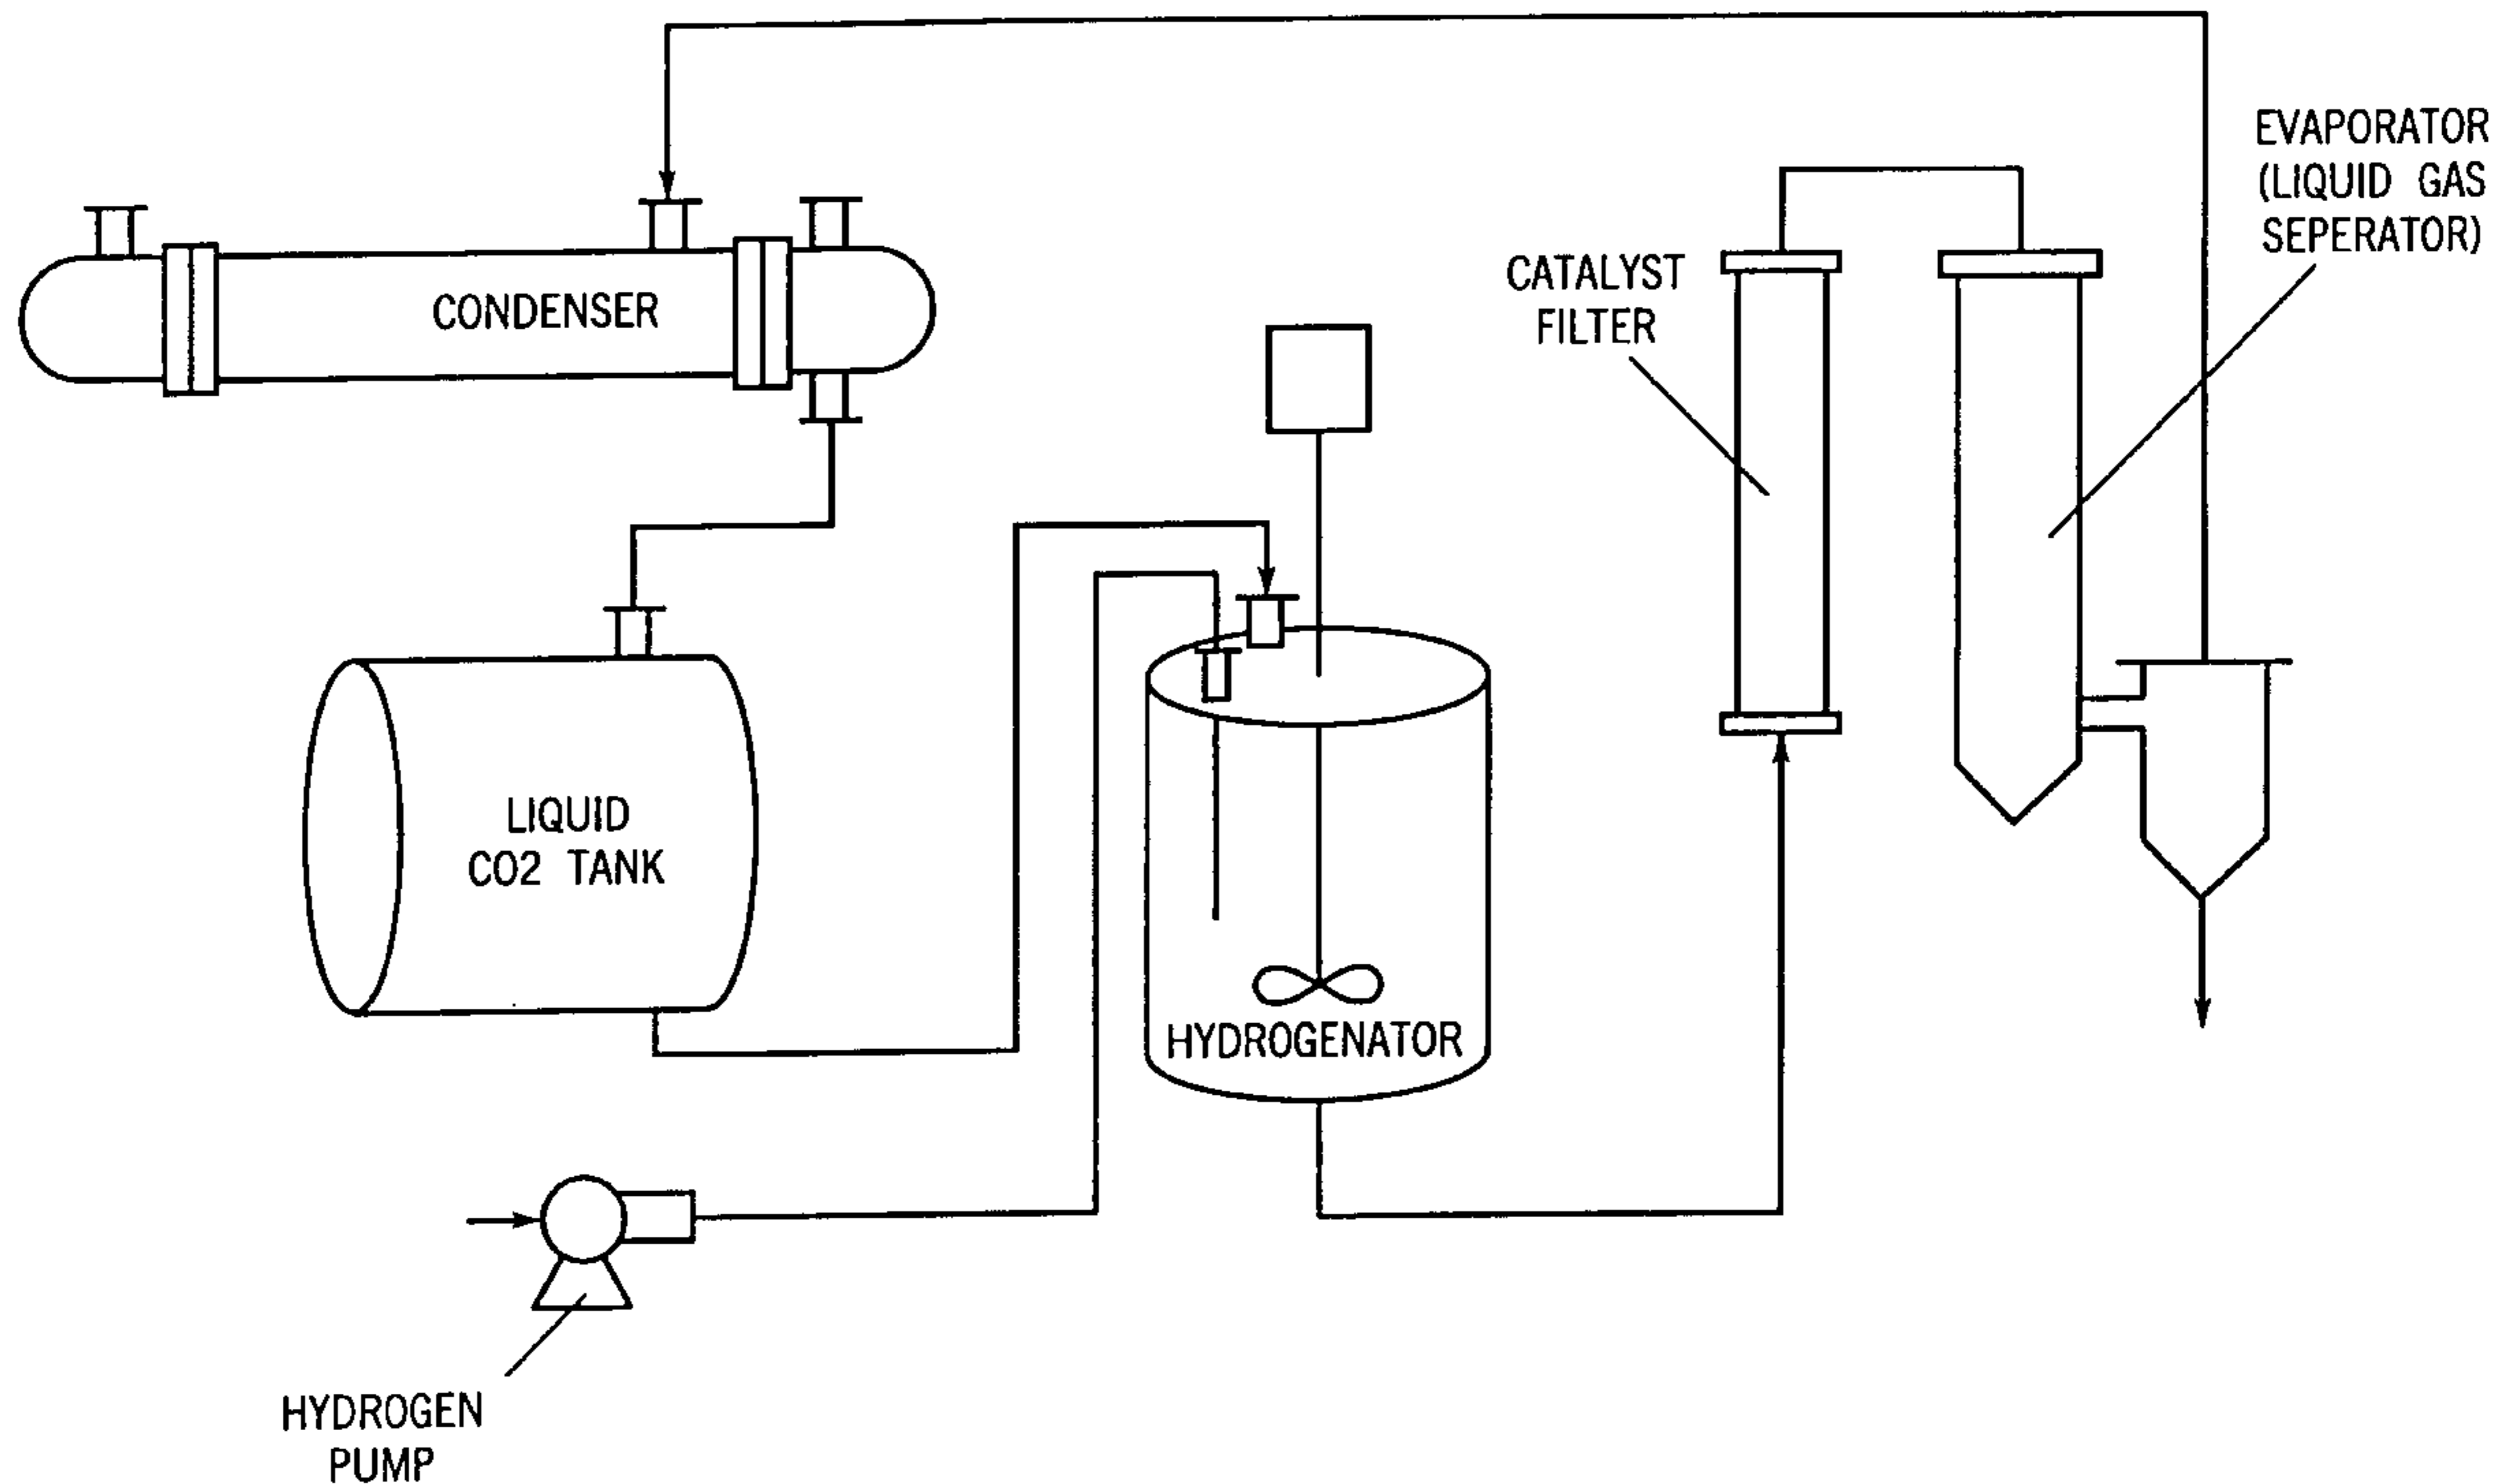 EVAPORATOR
(LIQUID GAS
SEPERATOR)
CATALYST
FILTER
CONDENSER
LIQUID
CO2 TANK
HYDROGENATOR
HYDROGEN
PUMP